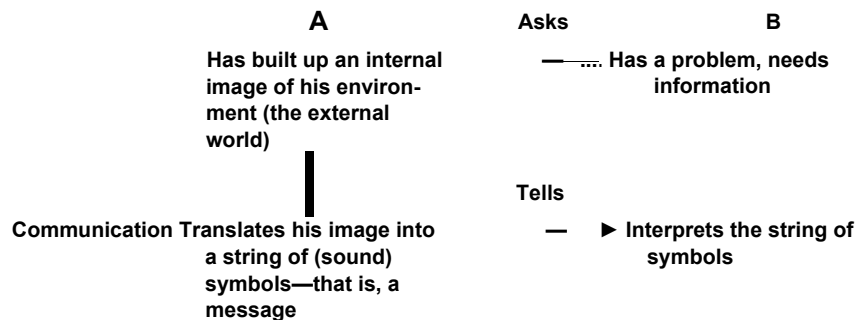 A Asks B
Has built up an internal
image of his environ-
ment (the external
world)
— .... Has a problem, needs
information
Tells
Communication Translates his image into
a string of (sound)
symbols—that is, a
message
— ► Interprets the string of
symbols